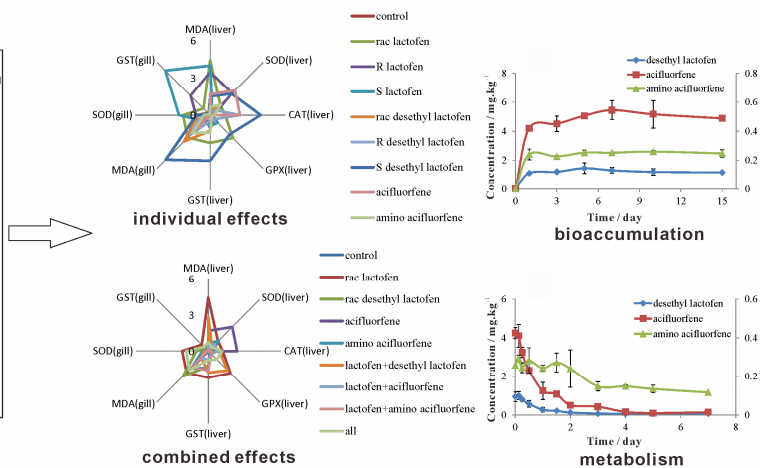 MDA(liver)
6
3
0
SOD(liver)
CAT(liver)
GPX(liver)
GST(liver)
MDA(gill)
SOD(gill)
GST(gill)
individual effects
control
rac lactofen
R lactofen
S lactofen
rac desethyl lactofen
R desethyl lactofen
S desethyl lactofen
acifluorfene
amino acifluorfene
desethyl lactofen
acifluorfene
amino acifluorfene
Concentration / mg.kg-1
8
6
4
2
0
0.8
0.6
0.4
0.2
0
0
3
6
9
12
15
Time / day
bioaccumulation
MDA(liver)
6
3
0
SOD(liver)
CAT(liver)
GPX(liver)
GST(liver)
MDA(gill)
SOD(gill)
GST(gill)
combined effects
control
rac lactofen
rac desethyl lactofen
acifluorfene
amino acifluorfene
lactofen+desethyl lactofen
lactofen+acifluorfene
lactofen+amino acifluorfene
all
desethyl lactofen
acifluorfene
amino acifluorfene
Concentration / mg.kg-1
6
4
2
0
0.6
0.4
0.2
0
0
2
4
6
8
Time / day
metabolism